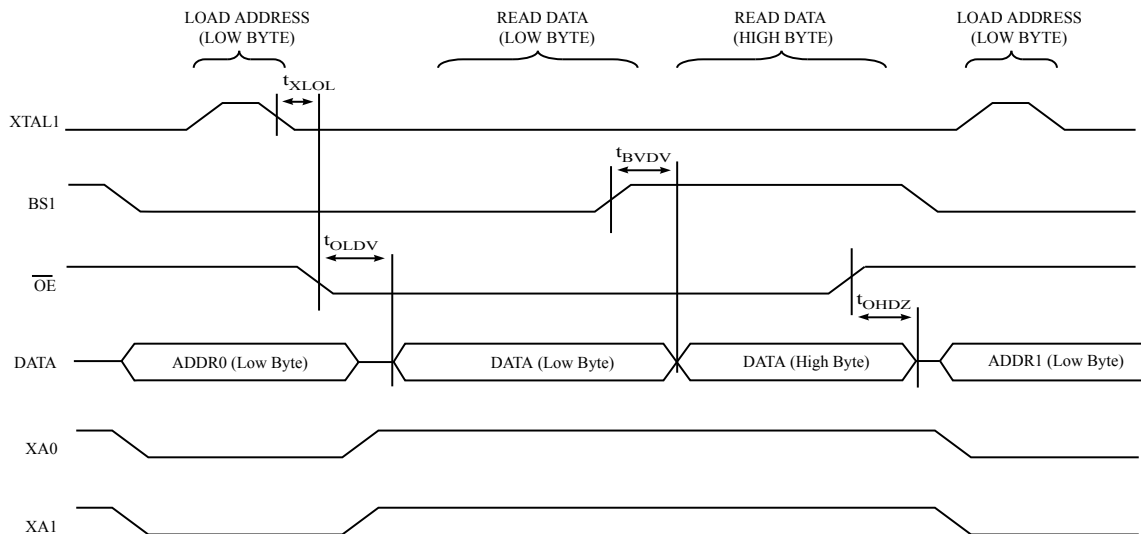 LOAD ADDRESS
(LOW BYTE)
READ DATA
(LOW BYTE)
READ DATA
(HIGH BYTE)
LOAD ADDRESS
(LOW BYTE)
tXLOL
XTAL1
tBVDV
BS1
tOLDV
OE
tOHDZ
DATA
ADDR0 (Low Byte)
DATA (Low Byte)
DATA (High Byte)
ADDR1 (Low Byte)
XA0
XA1